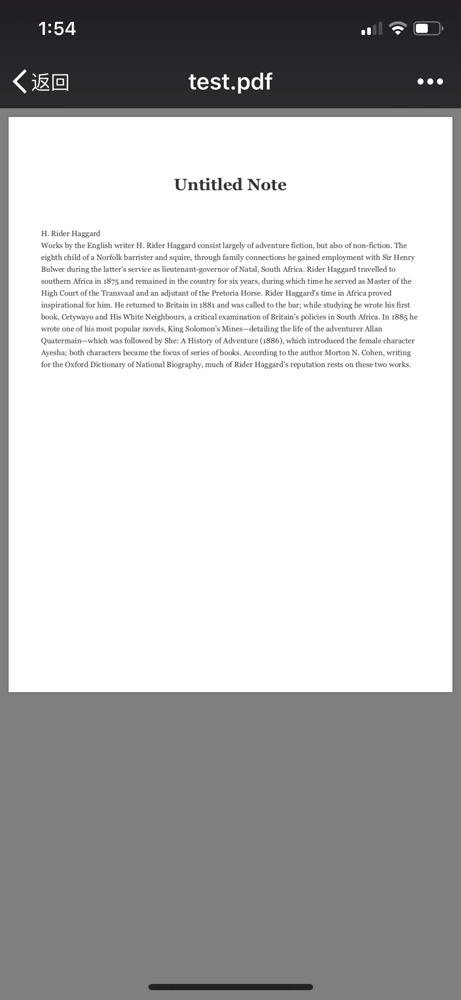 1:54
返回
test.pdf
Untitled Note
H. Rider Haggard
Works by the English writer H. Rider Haggard consist largely of adventure fiction, but also of non-fiction. The
eighth child of a Norfolk barrister and squire, through family connections he gained employment with Sir Henry
Bulwer during the latter's service as lieutenant-governor of Natal, South Africa. Rider Haggard travelled to
southern Africa in 1875 and remained in the country for six years, during which time he served as Master of the
High Court of the Transvaal and an adjutant of the Pretoria Horse. Rider Haggard's time in Africa proved
inspirational for him. He returned to Britain in 1881 and was called to the bar; while studying he wrote his first
book, Cetywayo and His White Neighbours, a critical examination of Britain's policies in South Africa. In 1885 he
wrote one of his most popular novels, King Solomon's Mines—detailing the life of the adventurer Allan
Quatermain—which was followed by She: A History of Adventure (1886), which introduced the female character
Ayesha; both characters became the focus of series of books. According to the author Morton N. Cohen, writing
for the Oxford Dictionary of National Biography, much of Rider Haggard's reputation rests on these two works.